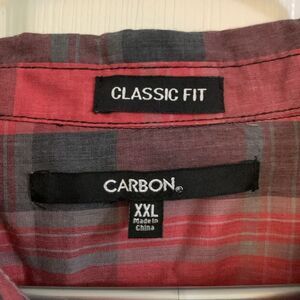 CLASSIC FIT
CARBON®
XXL
Made in
China